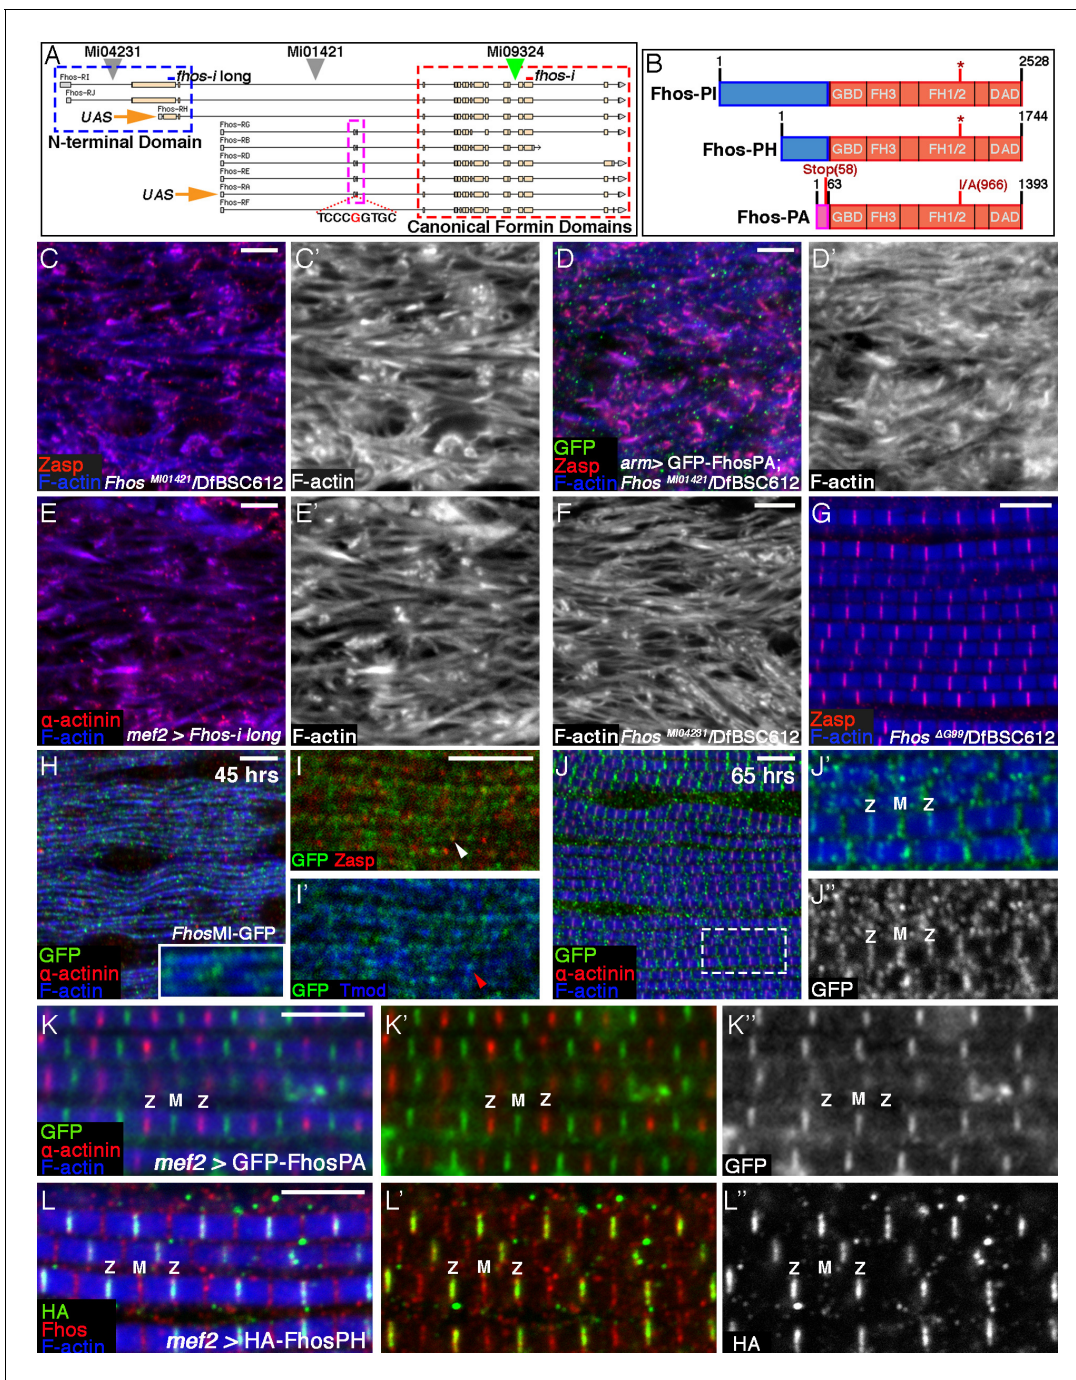 A
Mi04231
Mi01421
Mi09324
Fhos-RI
fhos-i long
fhos-i
Fhos-RJ
UAS
Fhos-RH
N-terminal Domain
Fhos-RG
Fhos-RB
Fhos-RD
Fhos-RE
UAS
Fhos-RA
Fhos-RF
TCCCGGTGC
Canonical Formin Domains
B
1
*
2528
Fhos-PI
GBD FH3 FH1/2 DAD
1
*
1744
Fhos-PH
GBD FH3 FH1/2 DAD
Stop(58)
1 63
I/A(966)
1393
Fhos-PA
GBD FH3 FH1/2 DAD
C
Zasp
F-actin
Fhos MI01421/DfBSC612
C'
F-actin
D
GFP
Zasp
F-actin
arm> GFP-FhosPA;
Fhos MI01421/DfBSC612
D'
F-actin
E
α-actinin
F-actin
mef2 > Fhos-i long
E'
F-actin
F
F-actin
Fhos MI04231/DfBSC612
G
Zasp
F-actin
Fhos ΔG99/DfBSC612
H
45 hrs
FhosMI-GFP
GFP
α-actinin
F-actin
I
GFP Zasp
I'
GFP Tmod
J
65 hrs
GFP
α-actinin
F-actin
J'
Z M Z
J"
Z M Z
GFP
K
Z M Z
GFP
α-actinin
F-actin
mef2 > GFP-FhosPA
K'
Z M Z
K"
Z M Z
GFP
L
Z M Z
HA
Fhos
F-actin
mef2 > HA-FhosPH
L'
Z M Z
L"
Z M Z
HA